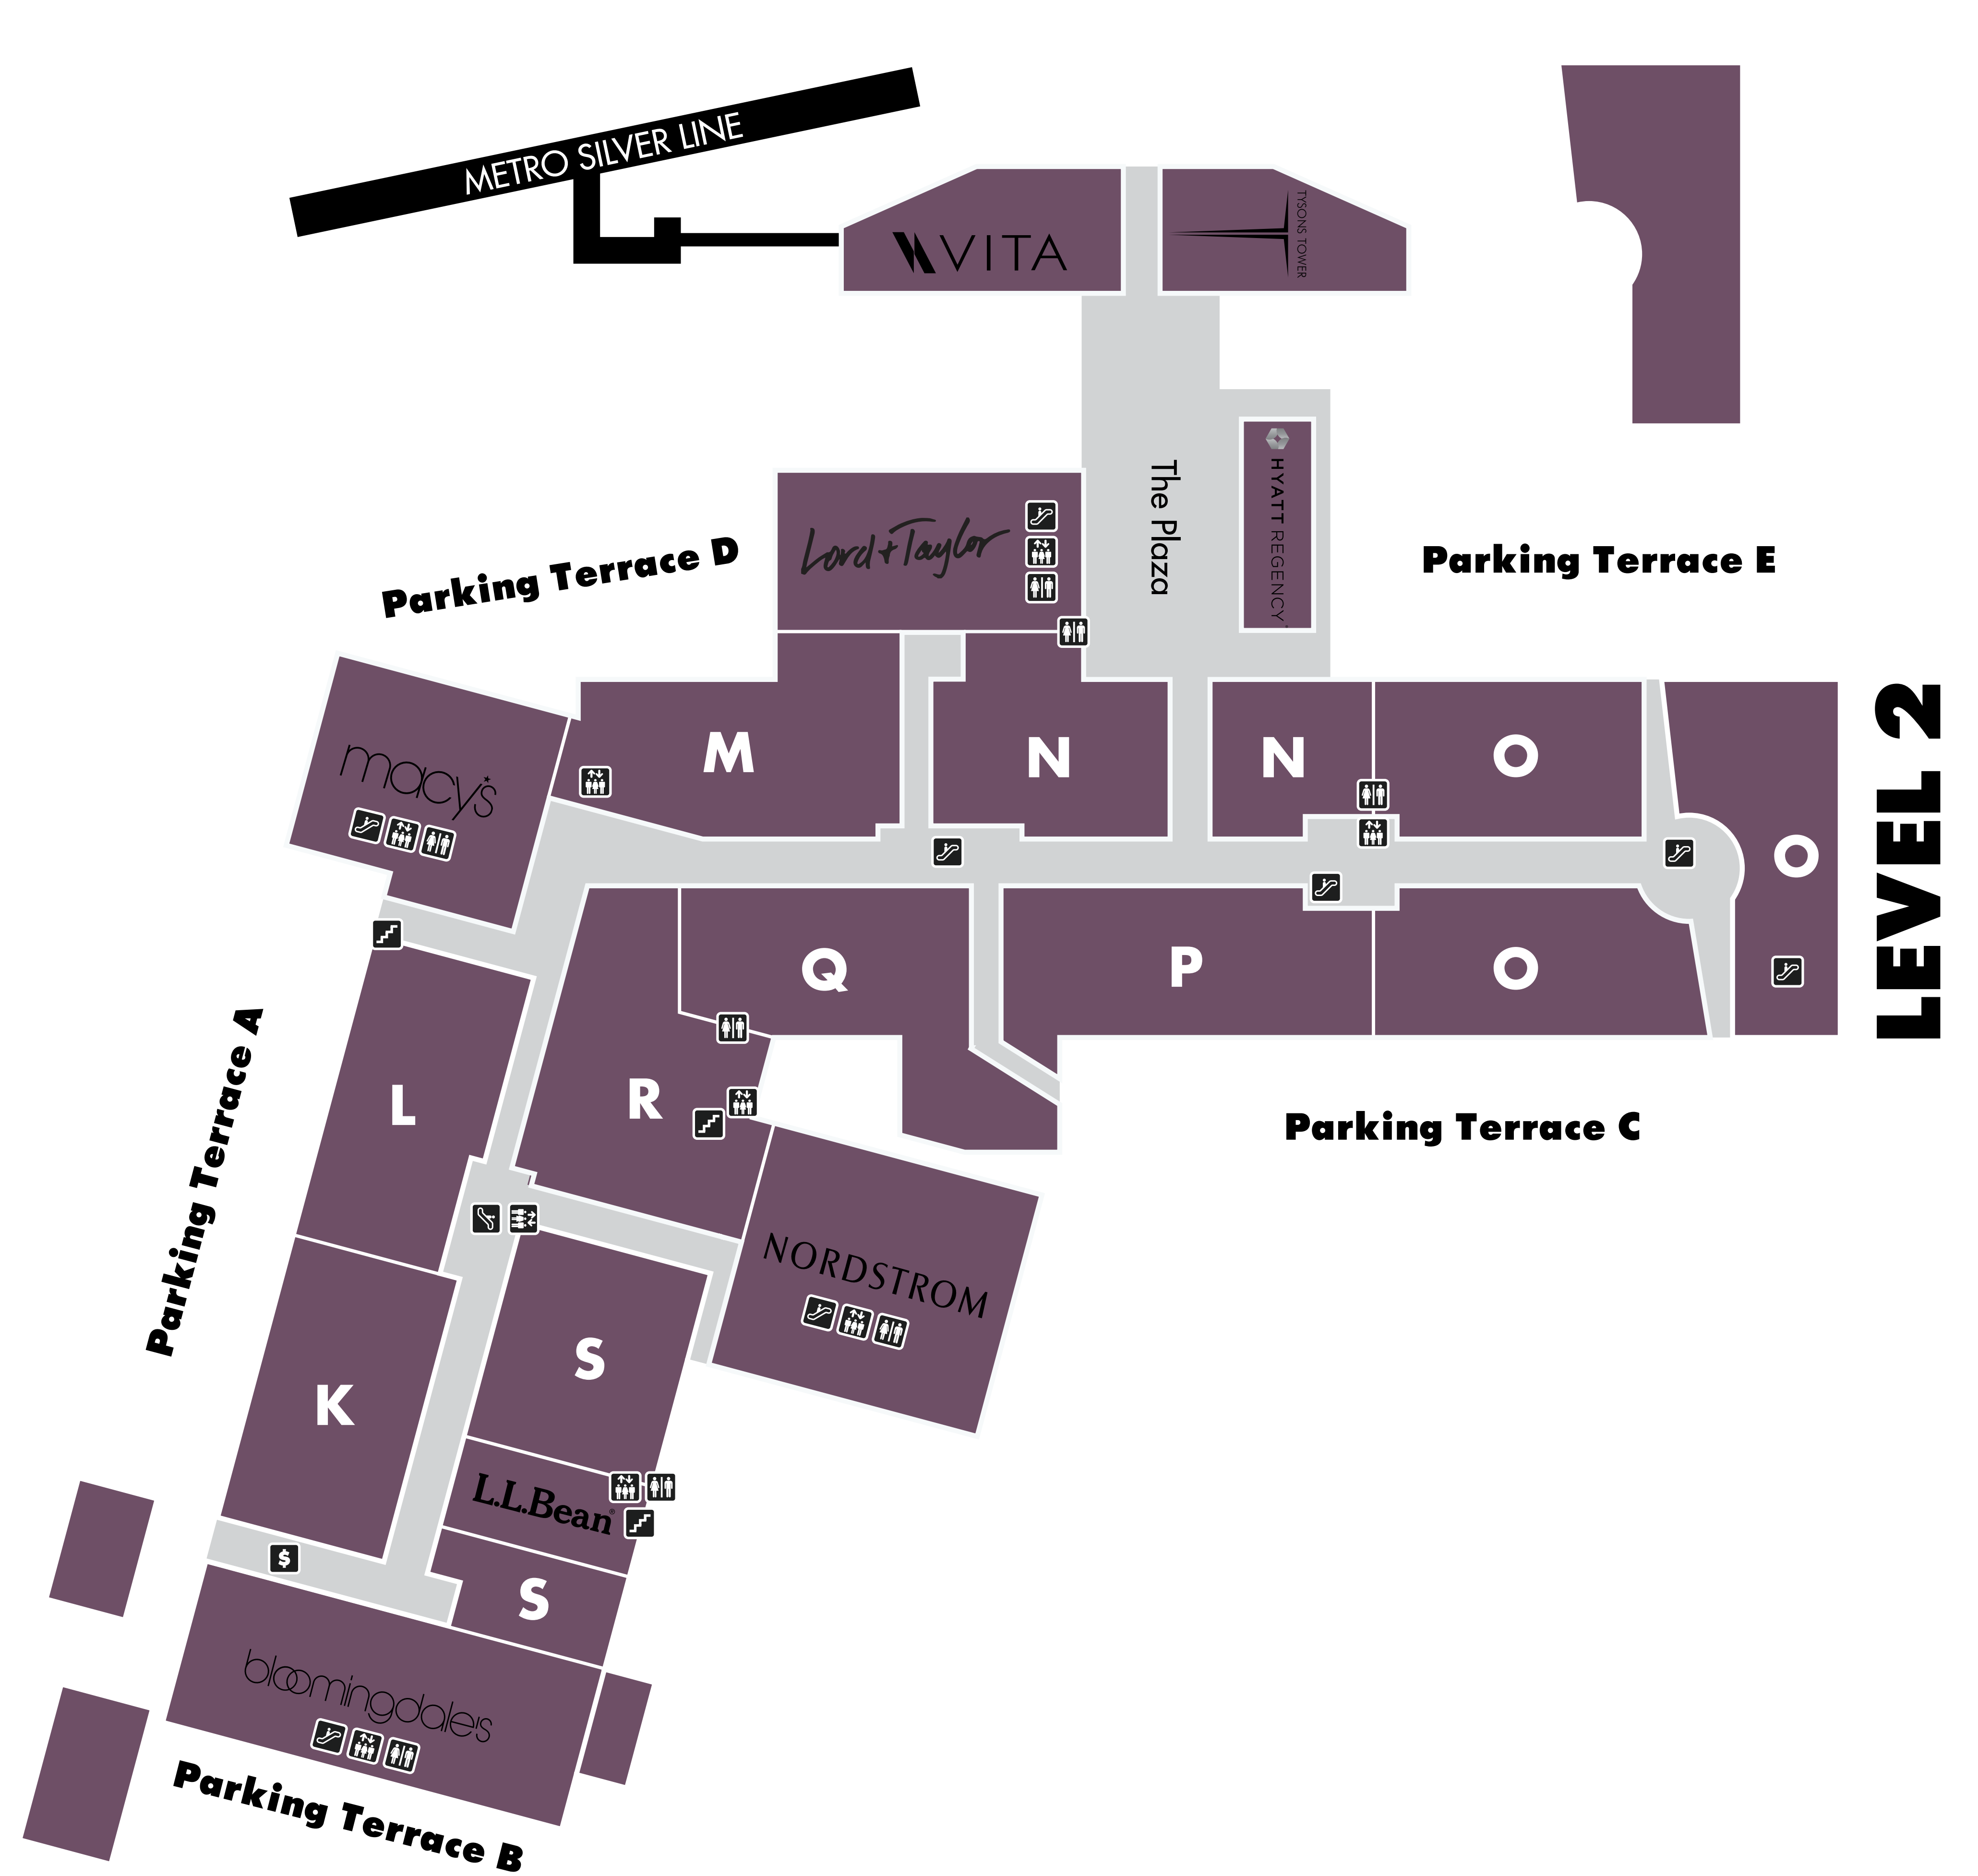 METRO SILVER LINE
VITA
TYSONS TOWER
The Plaza
HYATT REGENCY
Lord & Taylor
Parking Terrace D
Parking Terrace E
LEVEL 2
macy's
M
N
N
O
O
Q
P
O
L
R
Parking Terrace A
Parking Terrace C
NORDSTROM
K
S
L.L.Bean®
$
S
bloomingdale's
Parking Terrace B